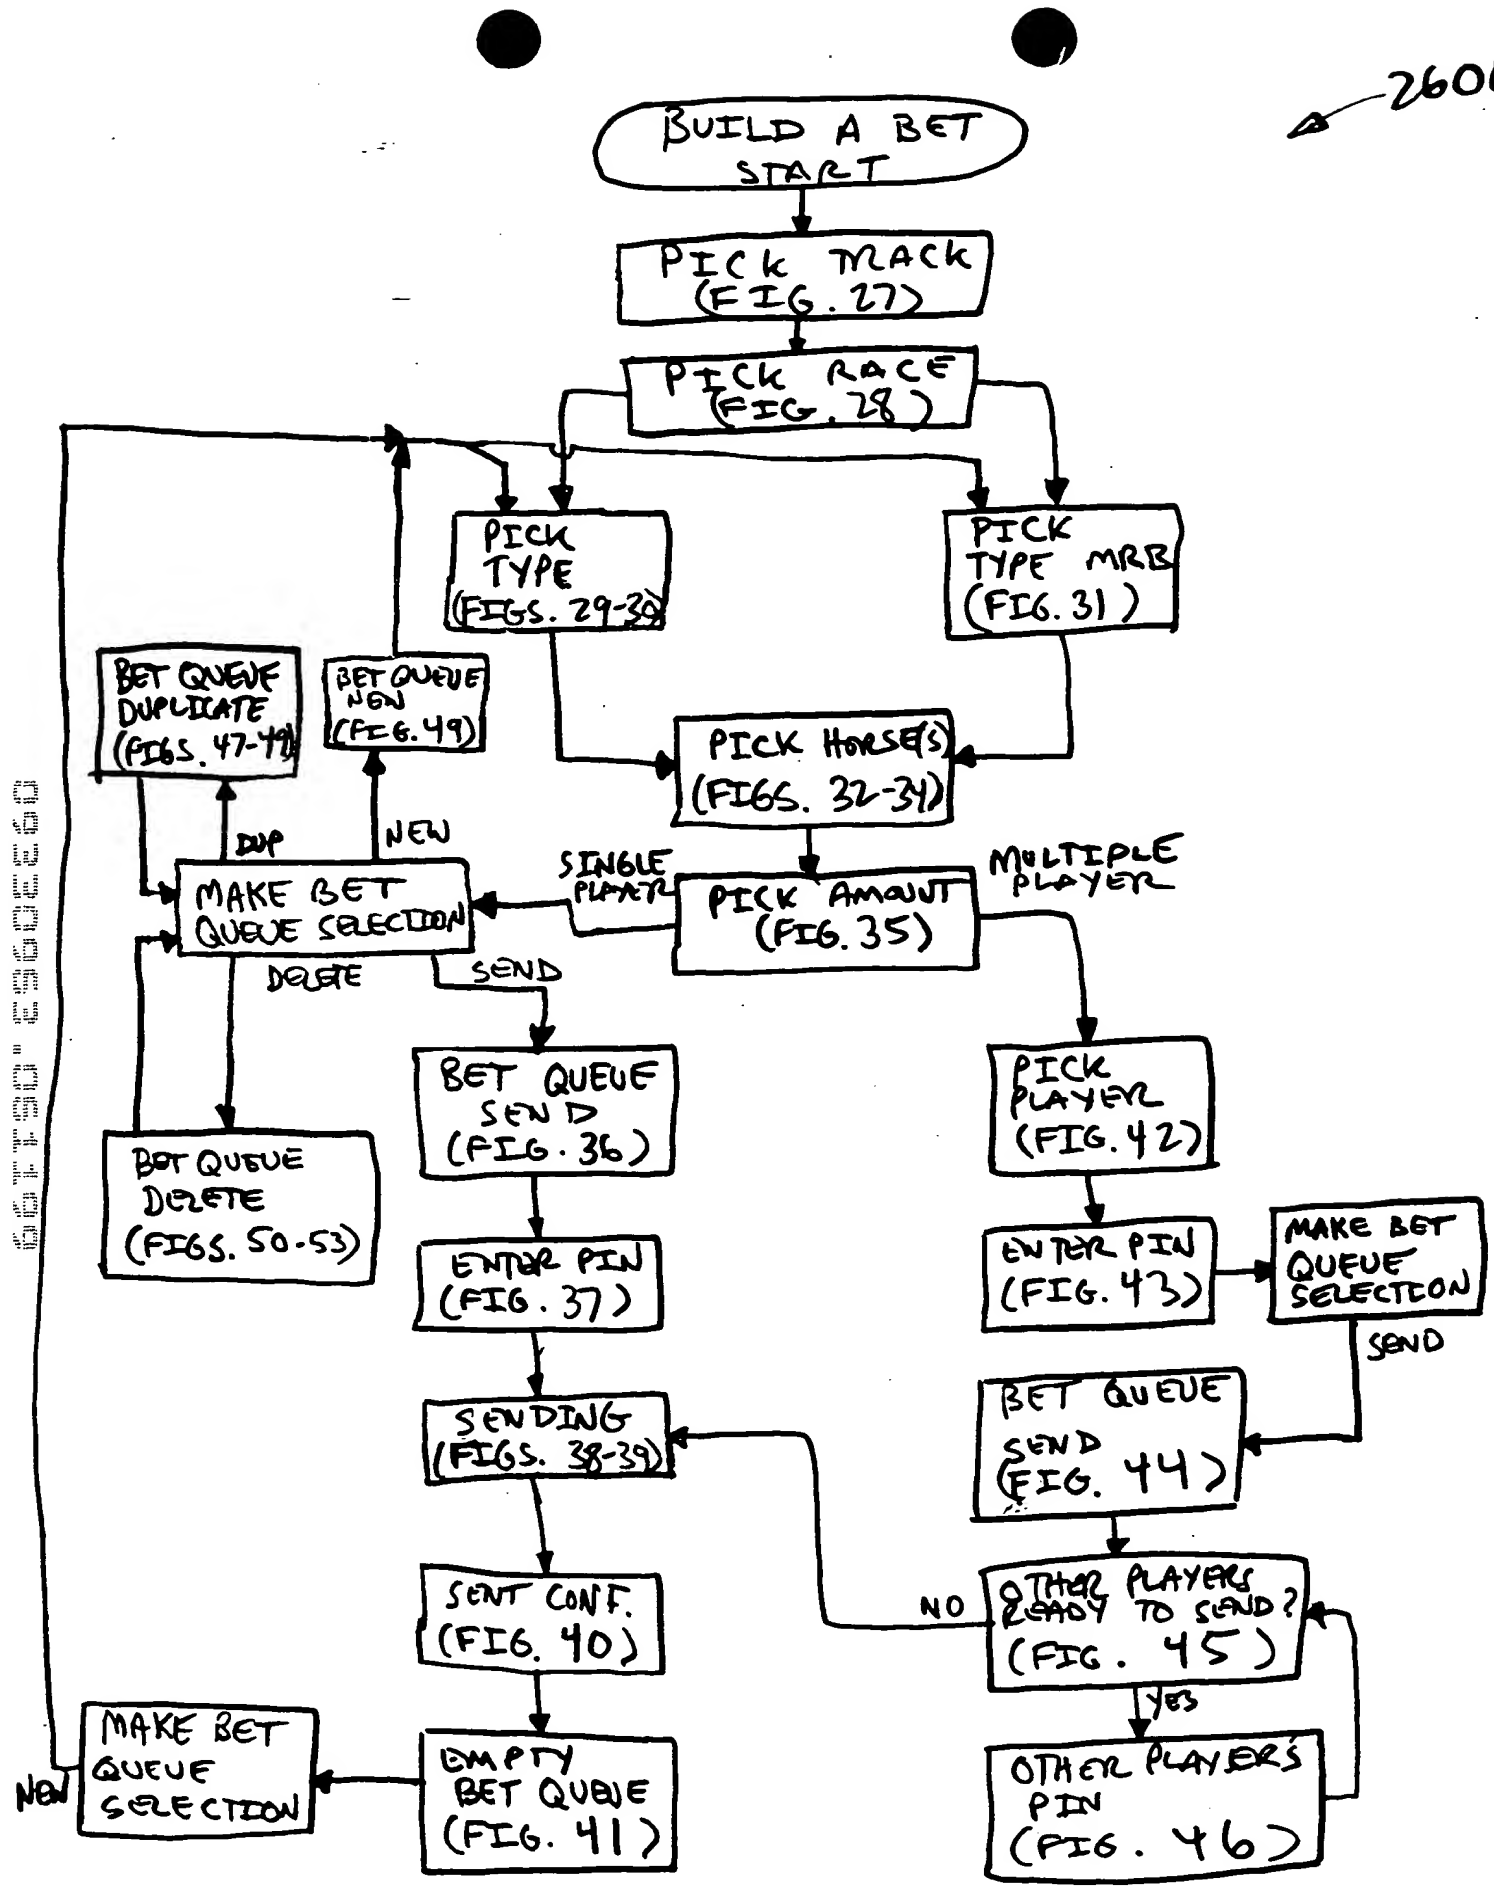 260
BUILD A BET
START
PICK TRACK
(FIG. 27)
PICK RACE
(FIG. 28)
PICK
TYPE
(FIGS. 29-30)
PICK
TYPE MRB
(FIG. 31)
BET QUEUE
DUPLICATE
(FIGS. 47-49)
BET QUEUE
NEW
(FIG. 49)
PICK HORSE(S)
(FIGS. 32-34)
DUP
NEW
MAKE BET
QUEUE SELECTION
SINGLE
PLAYER
PICK AMOUNT
(FIG. 35)
MULTIPLE
PLAYER
DELETE
SEND
BET QUEUE
SEND
(FIG. 36)
PICK
PLAYER
(FIG. 42)
BET QUEUE
DELETE
(FIGS. 50-53)
ENTER PIN
(FIG. 37)
ENTER PIN
(FIG. 43)
MAKE BET
QUEUE
SELECTION
SEND
SENDING
(FIGS. 38-39)
BET QUEUE
SEND
(FIG. 44)
SENT CONF.
(FIG. 40)
NO
OTHER PLAYERS
READY TO SEND?
(FIG. 45)
YES
MAKE BET
QUEUE
SELECTION
NEW
EMPTY
BET QUEUE
(FIG. 41)
OTHER PLAYER'S
PIN
(FIG. 46)